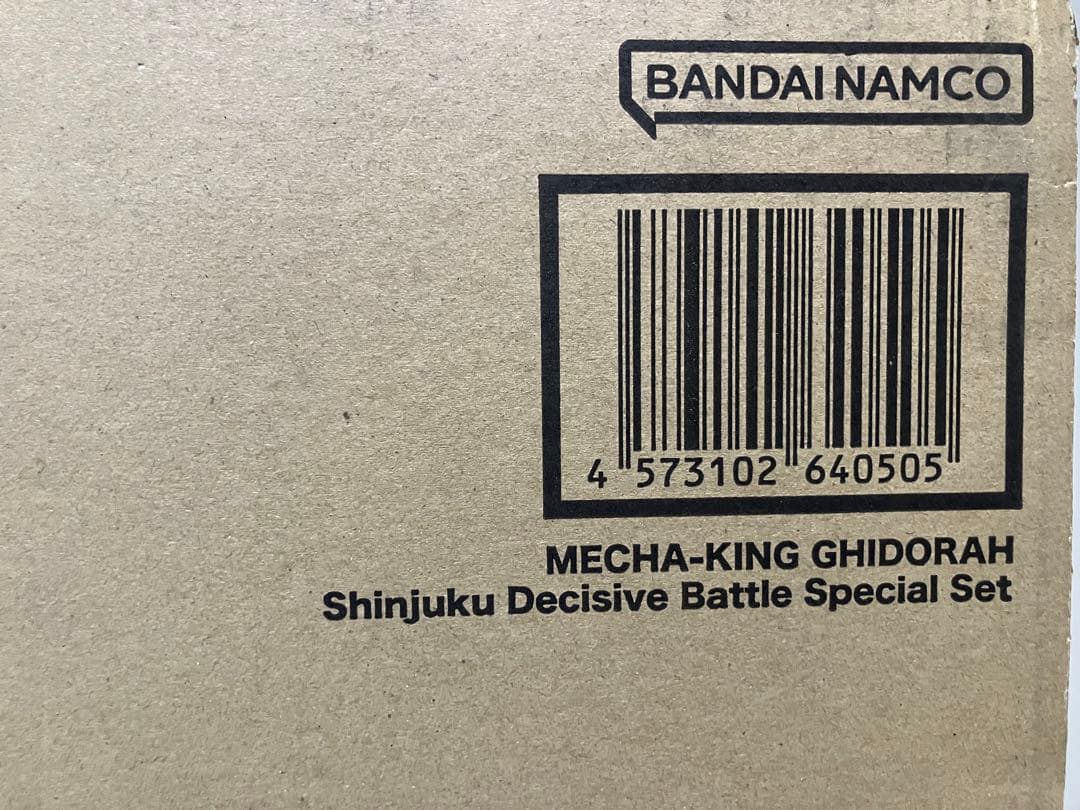 BANDAI NAMCO
4 573102 640505
MECHA-KING GHIDORAH
Shinjuku Decisive Battle Special Set